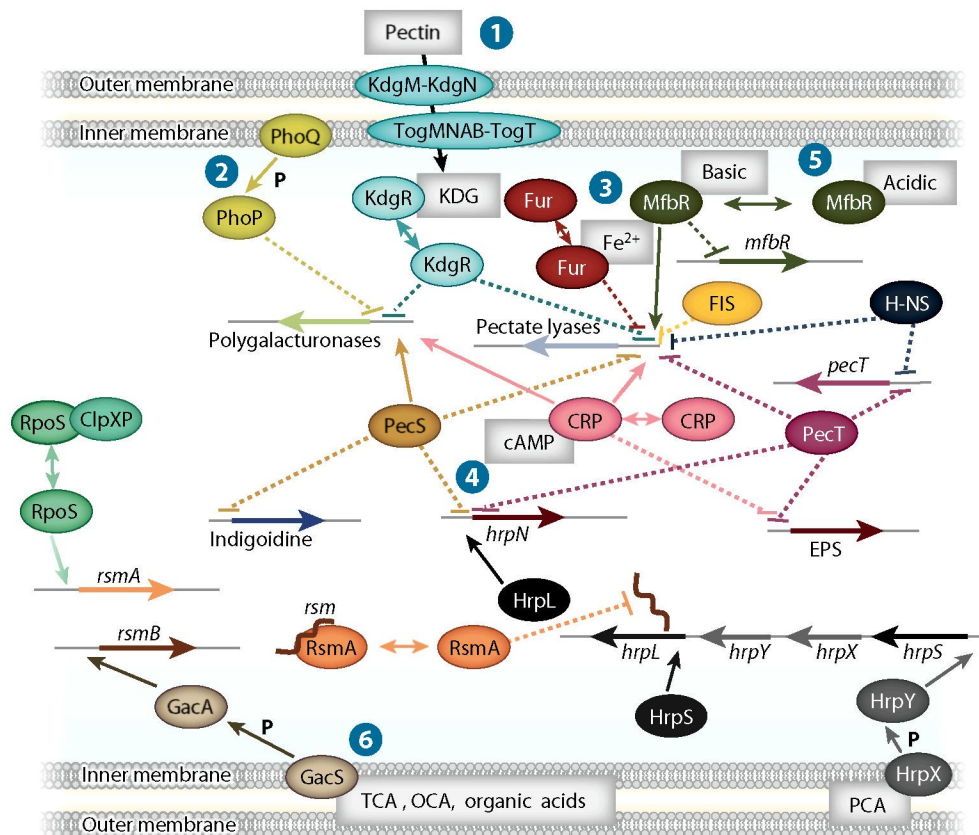 Pectin 1
Outer membrane
KdgM-KdgN
Inner membrane
PhoQ
TogMNAB-TogT
2
P
PhoP
KdgR
KDG
Fur
3
MfbR
Basic
5
MfbR
Acidic
KdgR
Fur
Fe2+
mfbR
FIS
H-NS
Polygalacturonases
Pectate lyases
pecT
RpoS
ClpXP
PecS
cAMP
CRP
CRP
PecT
4
RpoS
Indigoidine
hrpN
EPS
rsmA
HrpL
rsmB
rsm
RsmA
RsmA
hrpL
hrpY
hrpX
hrpS
GacA
P
HrpS
HrpY
P
6
Inner membrane
GacS
HrpX
TCA , OCA, organic acids
PCA
Outer membrane